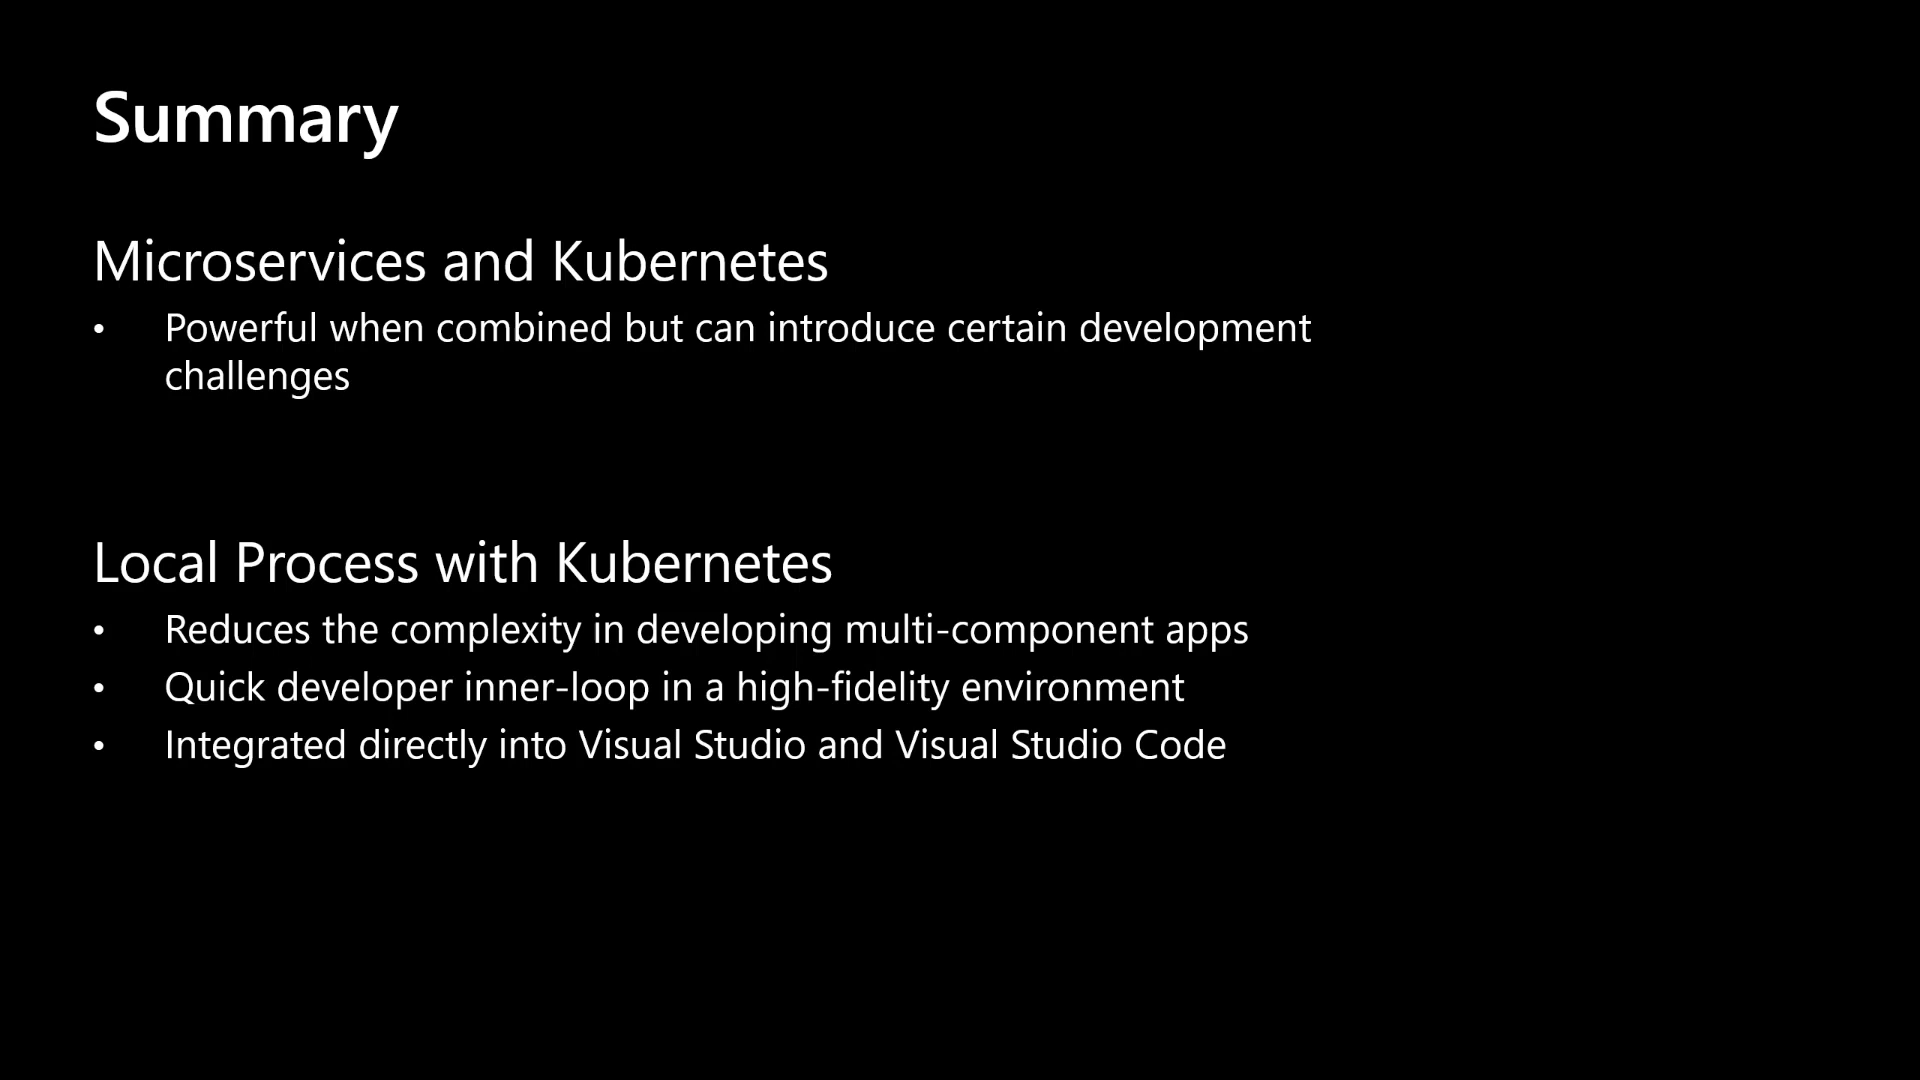 Summary
Microservices and Kubernetes
• Powerful when combined but can introduce certain development
challenges
Local Process with Kubernetes
• Reduces the complexity in developing multi-component apps
• Quick developer inner-loop in a high-fidelity environment
• Integrated directly into Visual Studio and Visual Studio Code